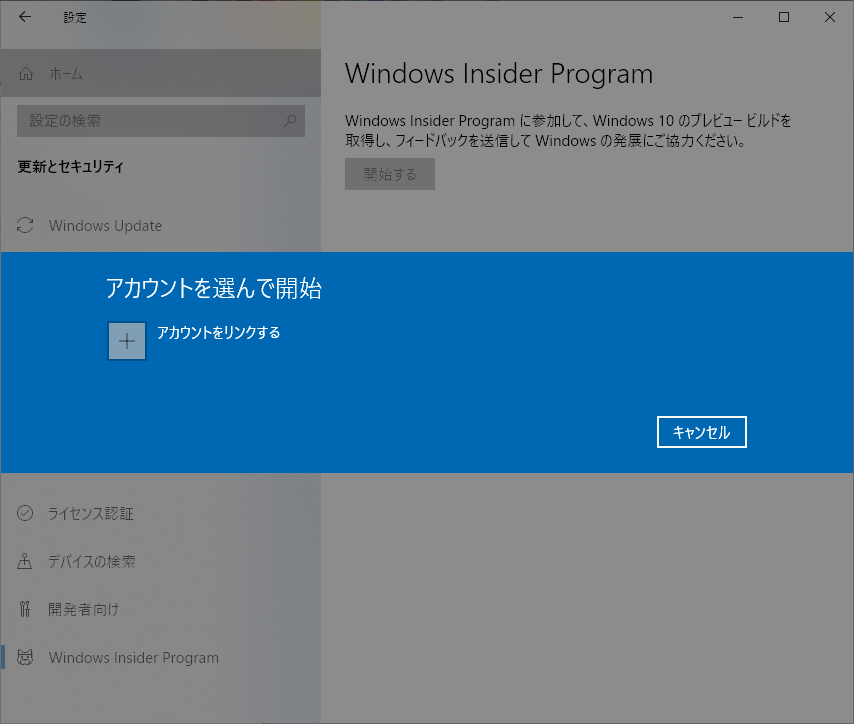 設定
ホーム
設定の検索
更新とセキュリティ
Windows Update
Windows Insider Program
Windows Insider Program に参加して、Windows 10 のプレビュー ビルドを
取得し、フィードバックを送信して Windows の発展にご協力ください。
開始する
アカウントを選んで開始
アカウントをリンクする
キャンセル
ライセンス認証
デバイスの検索
開発者向け
Windows Insider Program